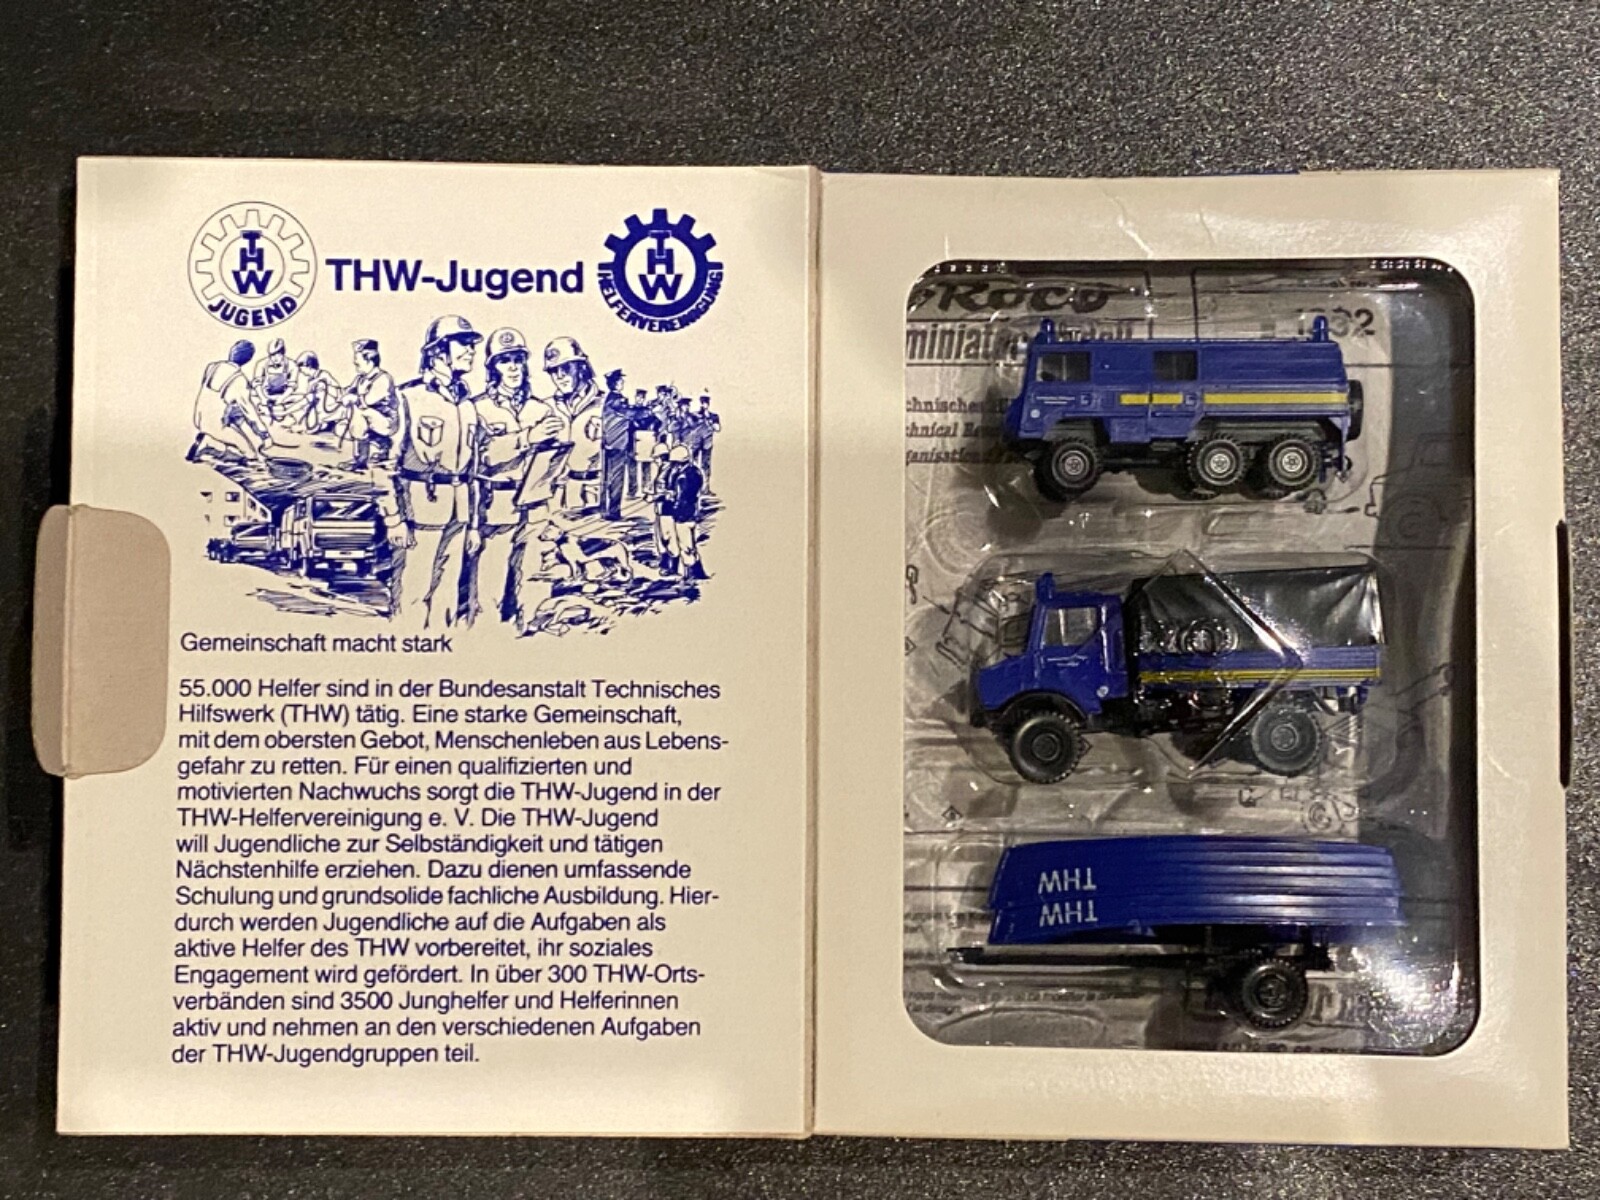 THW
JUGEND
THW-Jugend
THW
HELFERVEREINIGUNG
Gemeinschaft macht stark
55.000 Helfer sind in der Bundesanstalt Technisches
Hilfswerk (THW) tätig. Eine starke Gemeinschaft,
mit dem obersten Gebot, Menschenleben aus Lebens-
gefahr zu retten. Für einen qualifizierten und
motivierten Nachwuchs sorgt die THW-Jugend in der
THW-Helfervereinigung e. V. Die THW-Jugend
will Jugendliche zur Selbständigkeit und tätigen
Nächstenhilfe erziehen. Dazu dienen umfassende
Schulung und grundsolide fachliche Ausbildung. Hier-
durch werden Jugendliche auf die Aufgaben als
aktive Helfer des THW vorbereitet, ihr soziales
Engagement wird gefördert. In über 300 THW-Orts-
verbänden sind 3500 Junghelfer und Helferinnen
aktiv und nehmen an den verschiedenen Aufgaben
der THW-Jugendgruppen teil.
Roco
THW
THW